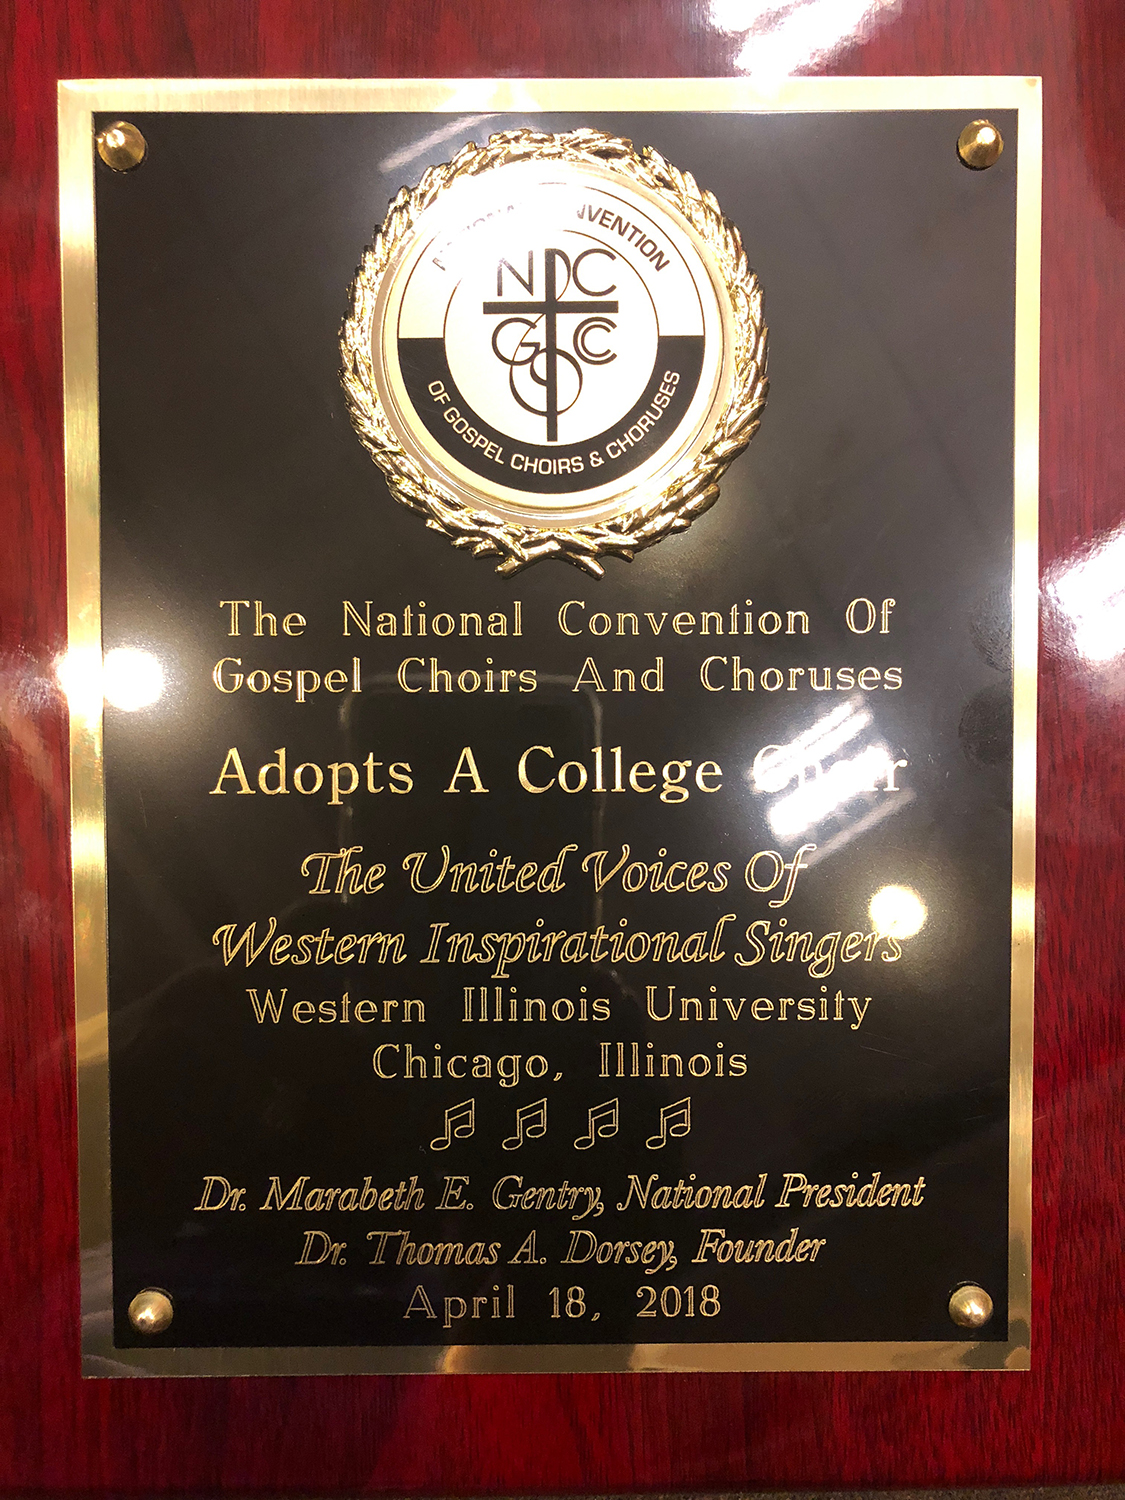 NVENTION
NDC
GCC
OF GOSPEL CHOIRS & CHORUSES
The National Convention Of
Gospel Choirs And Choruses
Adopts A College Choir
The United Voices Of
Western Inspirational Singers
Western Illinois University
Chicago, Illinois
Dr. Marabeth E. Gentry, National President
Dr. Thomas A. Dorsey, Founder
April 18, 2018